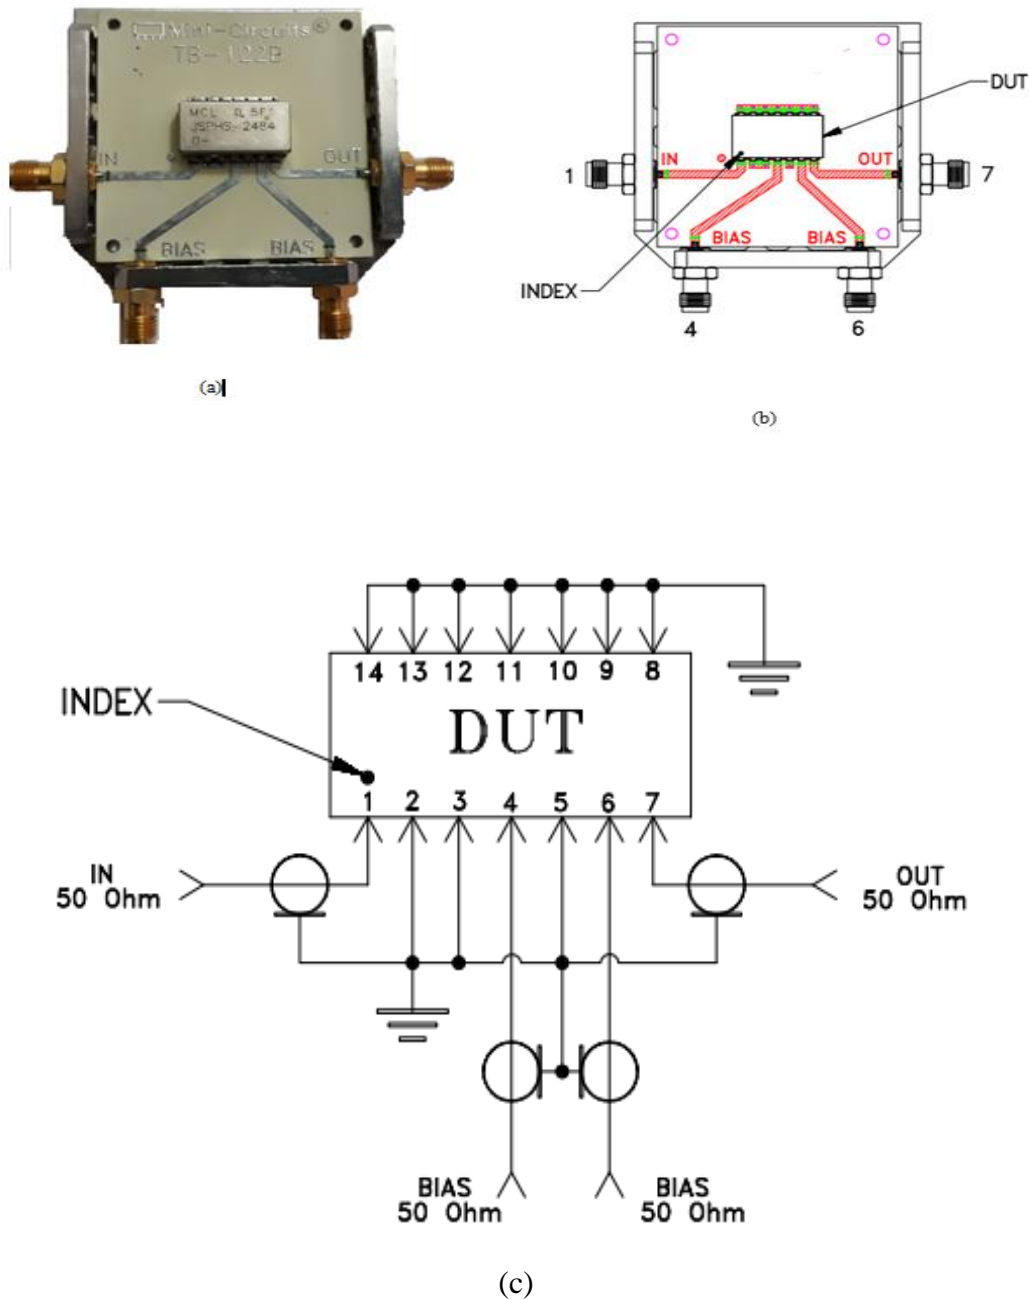 Mini-Circuits®
TB-122B
MCL
JSPHS-2484
IN
OUT
BIAS
BIAS
(a)
DUT
IN
OUT
1
7
BIAS
BIAS
INDEX
4
6
(b)
14 13 12 11 10 9 8
INDEX
DUT
1 2 3 4 5 6 7
IN
50 Ohm
OUT
50 Ohm
BIAS
50 Ohm
BIAS
50 Ohm
(c)